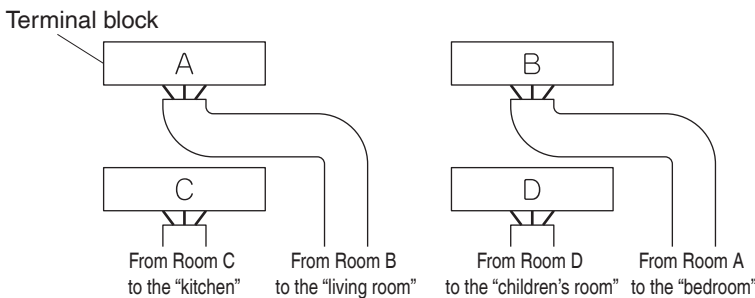 Terminal block
A
B
C
D
From Room C
to the “kitchen”
From Room B
to the “living room”
From Room D
to the “children’s room”
From Room A
to the “bedroom”